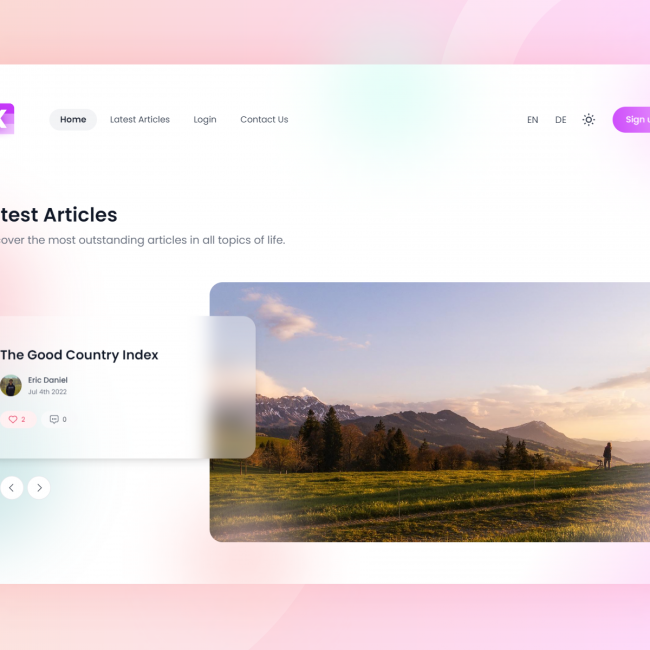 Home Latest Articles Login Contact Us EN DE Sign u
test Articles
over the most outstanding articles in all topics of life.
The Good Country Index
Eric Daniel
Jul 4th 2022
2 0